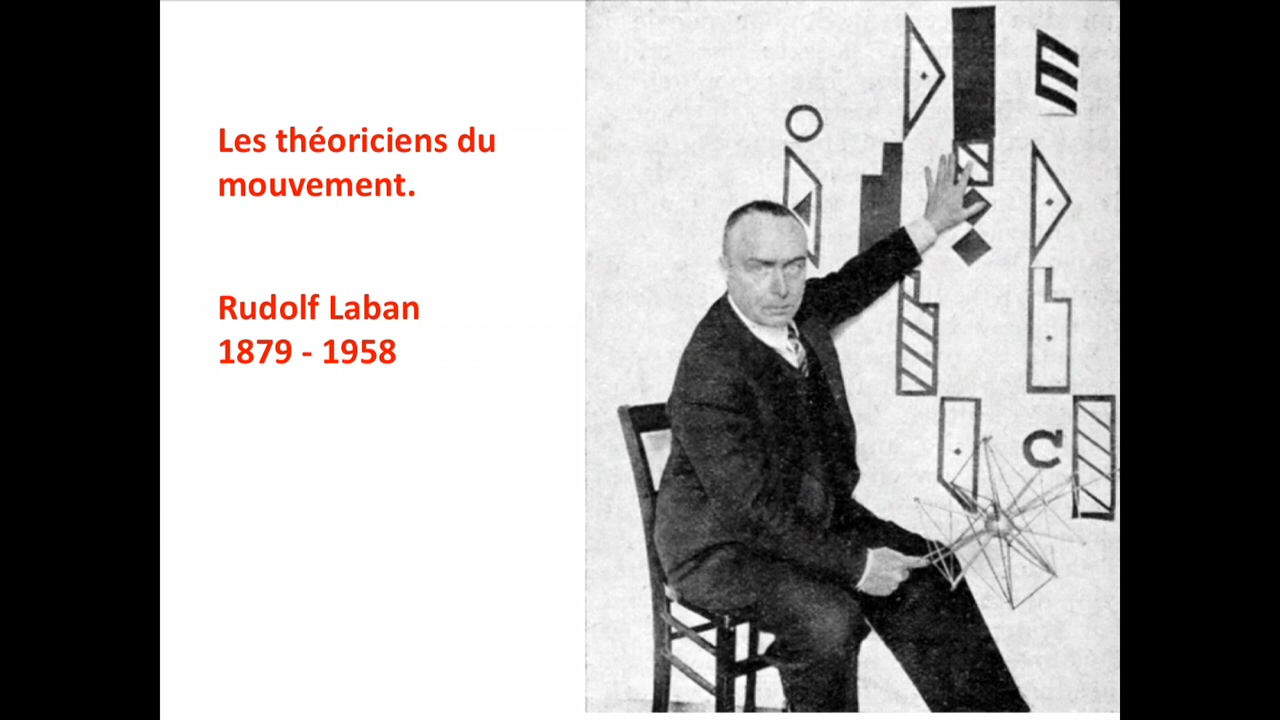 Les théoriciens du
mouvement.
Rudolf Laban
1879 - 1958